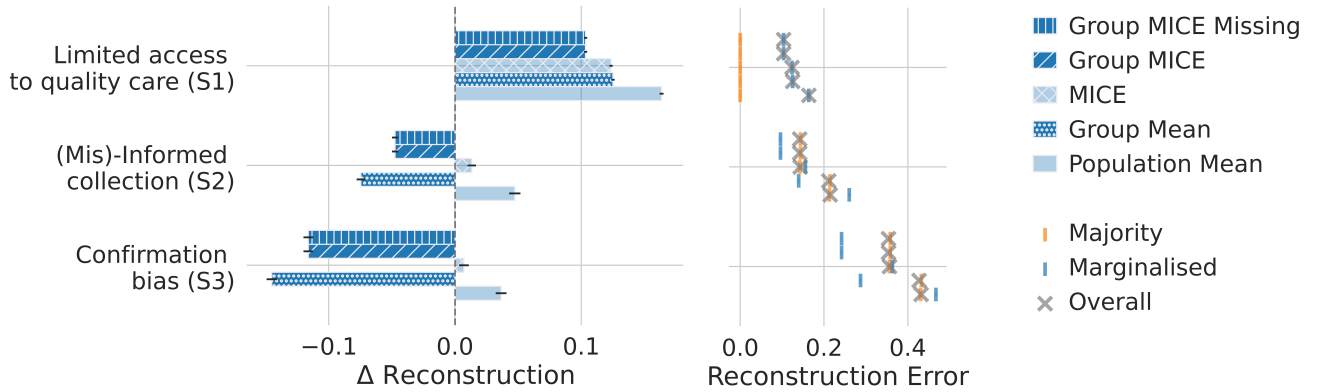 Limited access
to quality care (S1)
(Mis)-Informed
collection (S2)
Confirmation
bias (S3)
−0.1
0.0
0.1
Δ Reconstruction
0.0
0.2
0.4
Reconstruction Error
Group MICE Missing
Group MICE
MICE
Group Mean
Population Mean
Majority
Marginalised
Overall